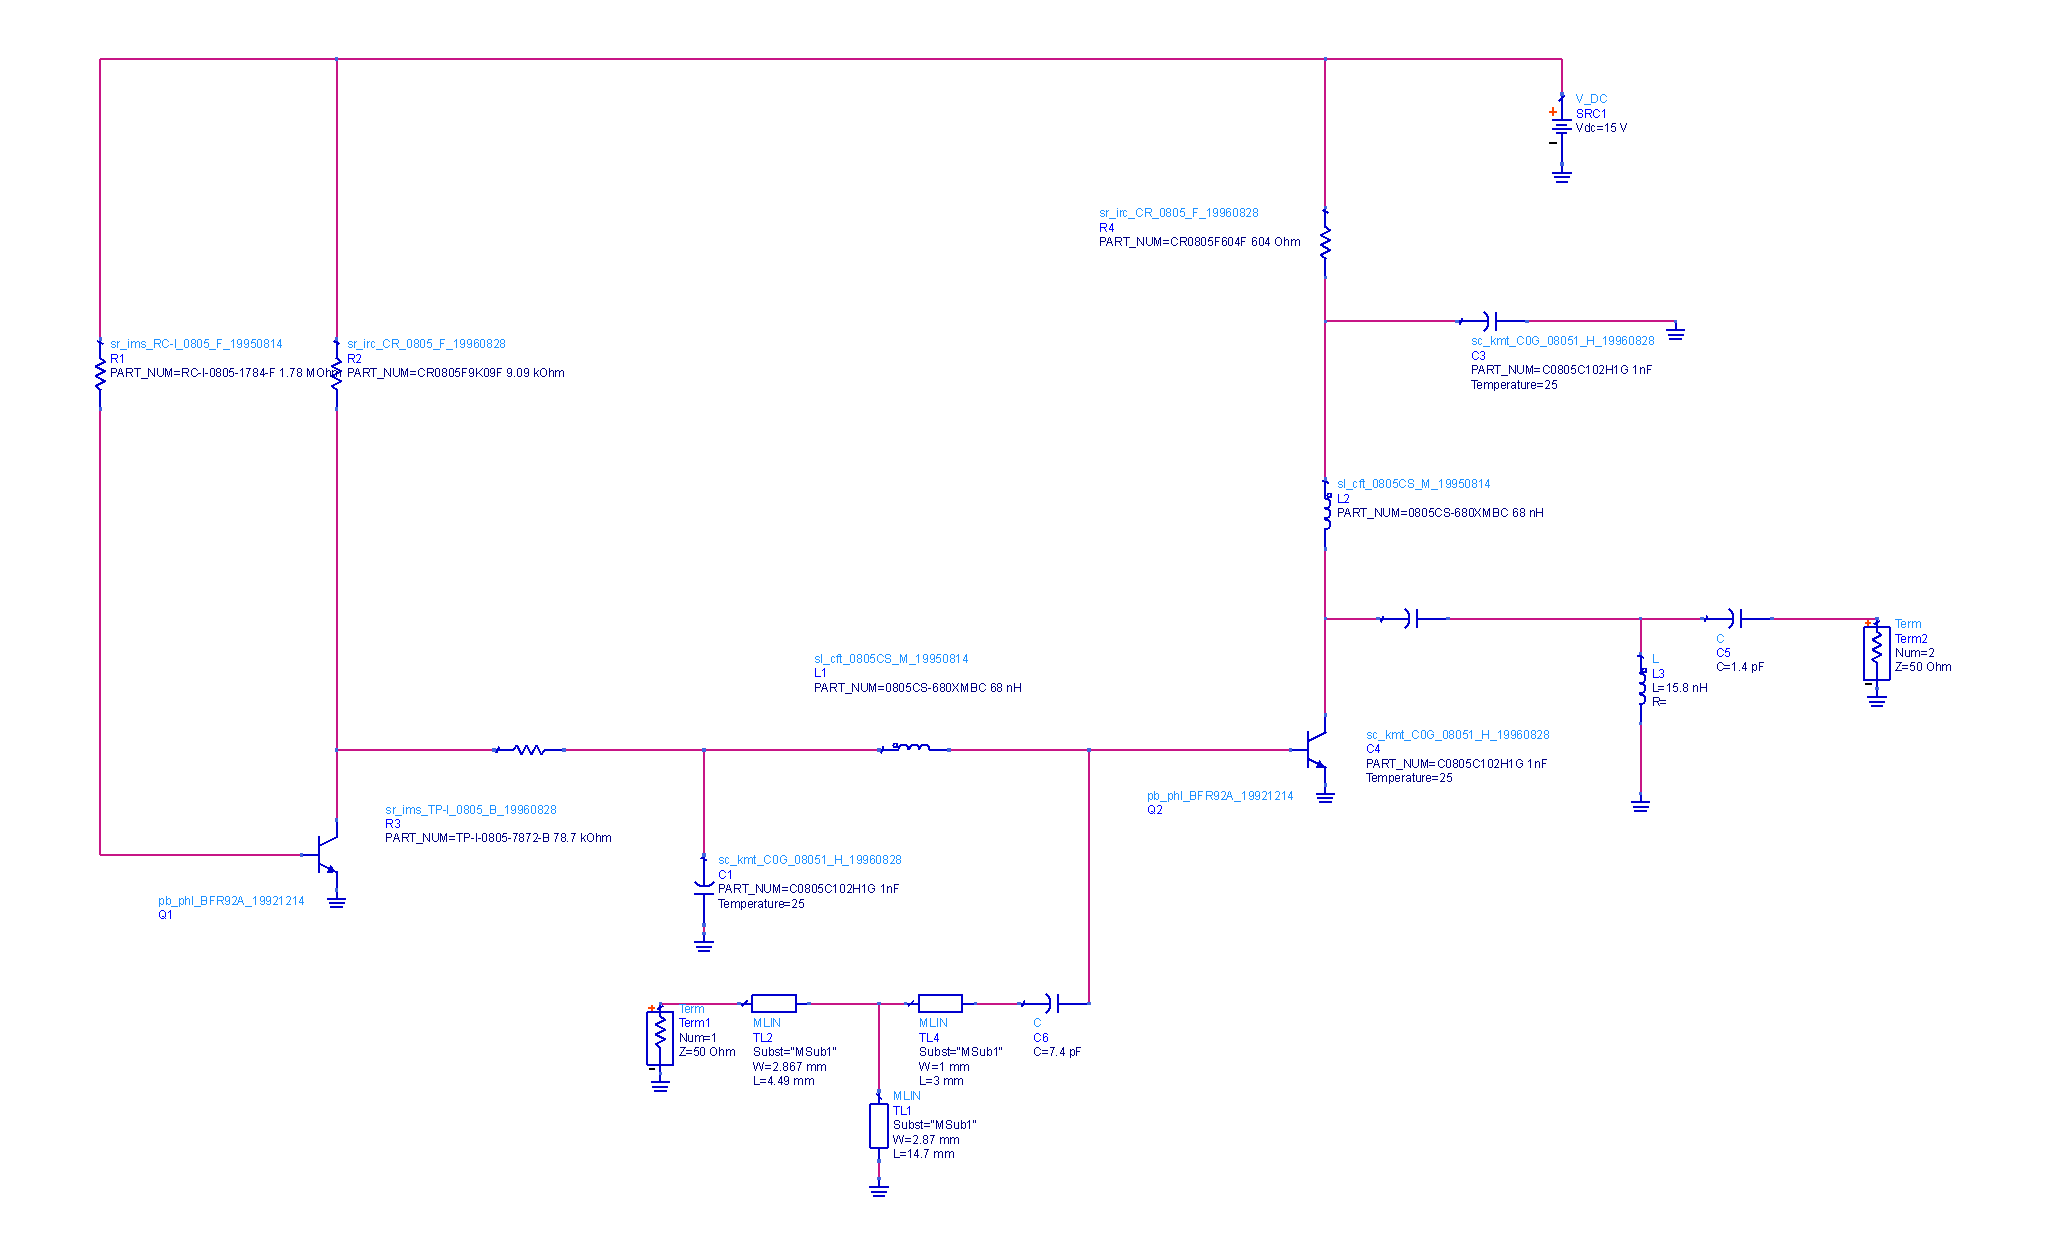 V_DC
SRC1
Vdc=15 V
sr_irc_CR_0805_F_19960828
R4
PART_NUM=CR0805F604F 604 Ohm
sr_ims_RC-I_0805_F_19950814
R1
PART_NUM=RC-I-0805-1784-F 1.78 MOhm
sr_irc_CR_0805_F_19960828
R2
PART_NUM=CR0805F9K09F 9.09 kOhm
sc_kmt_C0G_08051_H_19960828
C3
PART_NUM=C0805C102H1G 1nF
Temperature=25
sl_cft_0805CS_M_19950814
L2
PART_NUM=0805CS-680XMBC 68 nH
C
C5
C=1.4 pF
Term
Term2
Num=2
Z=50 Ohm
L
L3
L=15.8 nH
R=
sl_cft_0805CS_M_19950814
L1
PART_NUM=0805CS-680XMBC 68 nH
sc_kmt_C0G_08051_H_19960828
C4
PART_NUM=C0805C102H1G 1nF
Temperature=25
pb_phl_BFR92A_19921214
Q2
sr_ims_TP-I_0805_B_19960828
R3
PART_NUM=TP-I-0805-7872-B 78.7 kOhm
sc_kmt_C0G_08051_H_19960828
C1
PART_NUM=C0805C102H1G 1nF
Temperature=25
pb_phl_BFR92A_19921214
Q1
Term
Term1
Num=1
Z=50 Ohm
MLIN
TL2
Subst="MSub1"
W=2.867 mm
L=4.49 mm
MLIN
TL4
Subst="MSub1"
W=1 mm
L=3 mm
C
C6
C=7.4 pF
MLIN
TL1
Subst="MSub1"
W=2.87 mm
L=14.7 mm